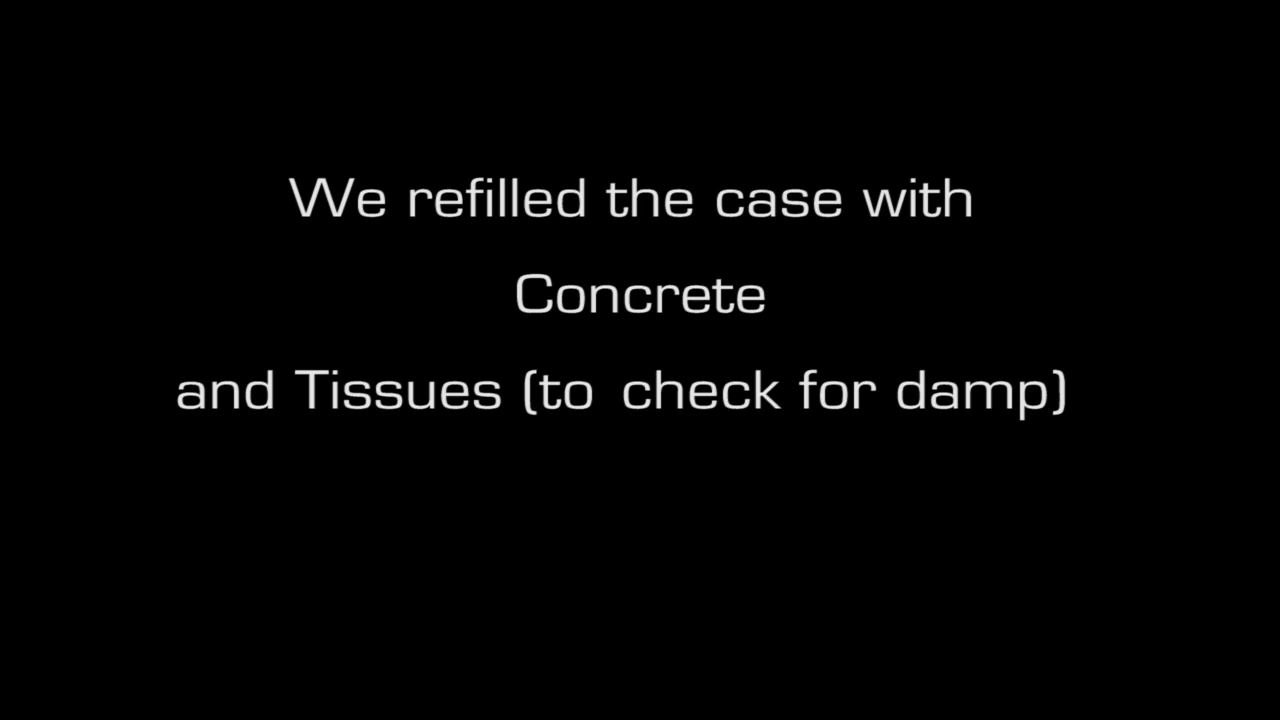 We refilled the case with
Concrete
and Tissues (to check for damp)